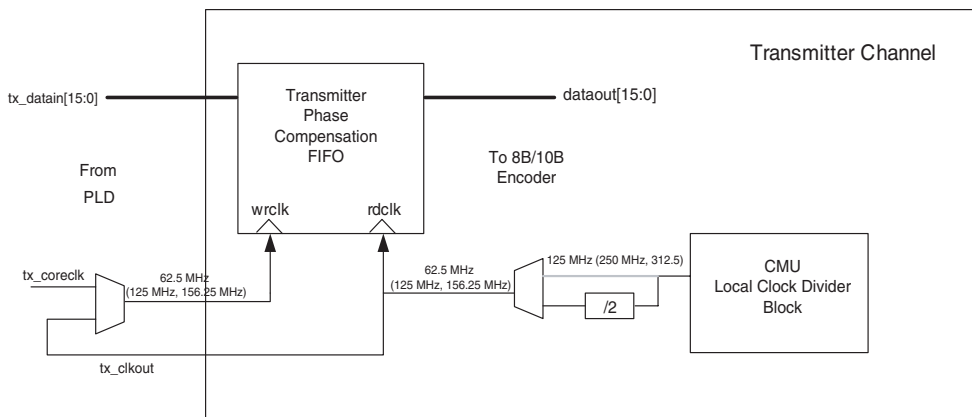 Transmitter Channel
tx_datain[15:0]
Transmitter
Phase
Compensation
FIFO
dataout[15:0]
From
PLD
To 8B/10B
Encoder
wrclk
rdclk
tx_coreclk
62.5 MHz
(125 MHz, 156.25 MHz)
62.5 MHz
(125 MHz, 156.25 MHz)
125 MHz (250 MHz, 312.5)
/2
CMU
Local Clock Divider
Block
tx_clkout